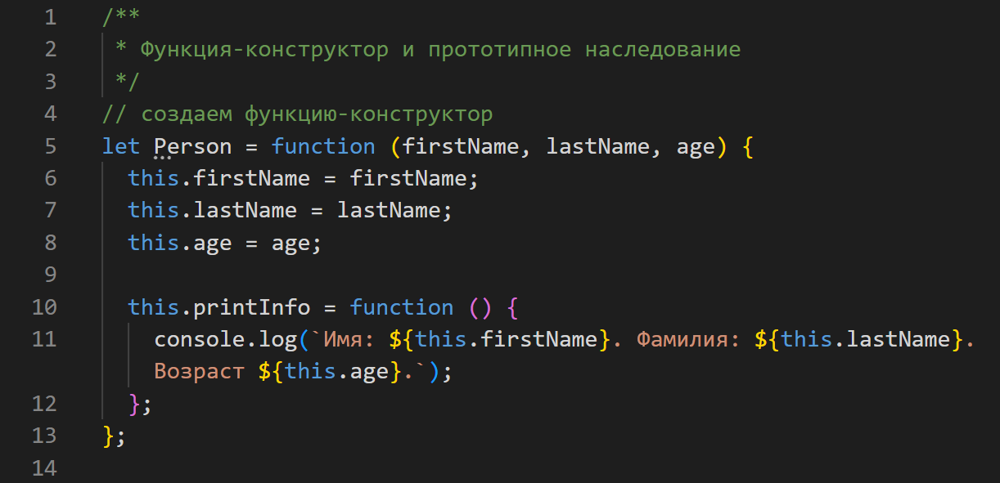 1 /**
2  * Функция-конструктор и прототипное наследование
3  */
4 // создаем функцию-конструктор
5 let Person = function (firstName, lastName, age) {
6   this.firstName = firstName;
7   this.lastName = lastName;
8   this.age = age;
9
10   this.printInfo = function () {
11     console.log(`Имя: ${this.firstName}. Фамилия: ${this.lastName}.
     Возраст ${this.age}.`);
12   };
13 };
14